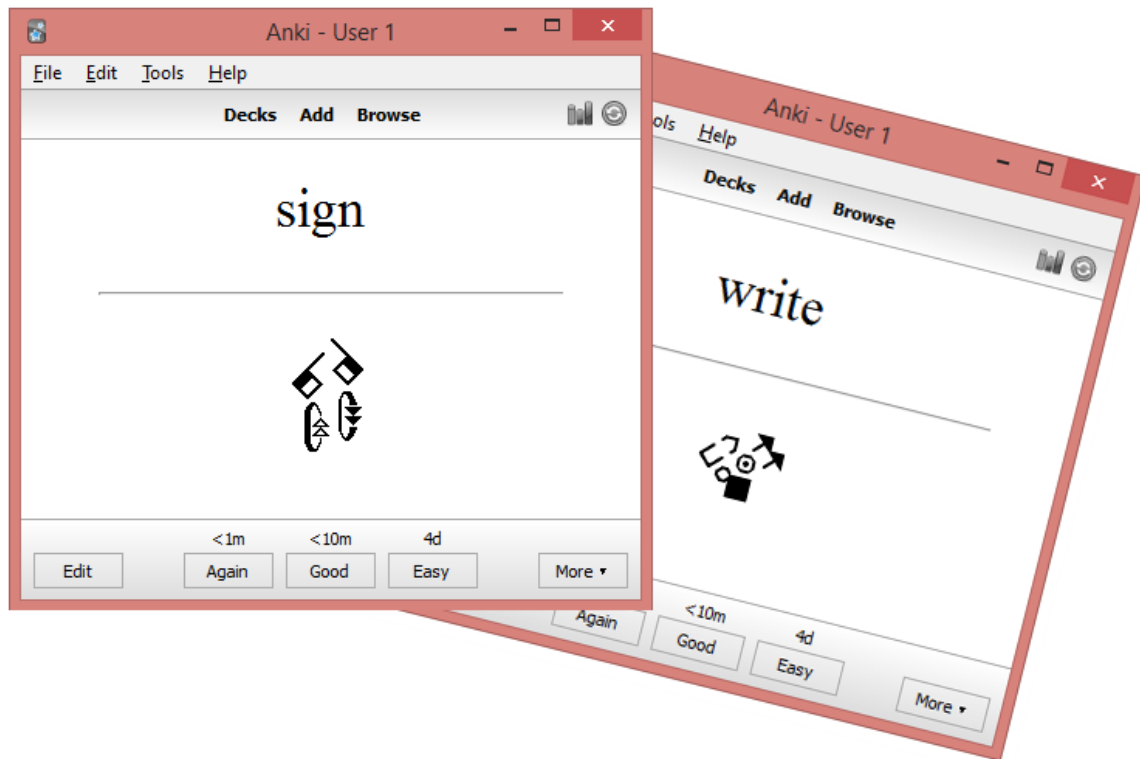 Anki - User 1
File Edit Tools Help
Decks Add Browse
sign
<1m <10m 4d
Edit Again Good Easy More
Anki - User 1
ols Help
Decks Add Browse
write
<10m 4d
Again Good Easy More